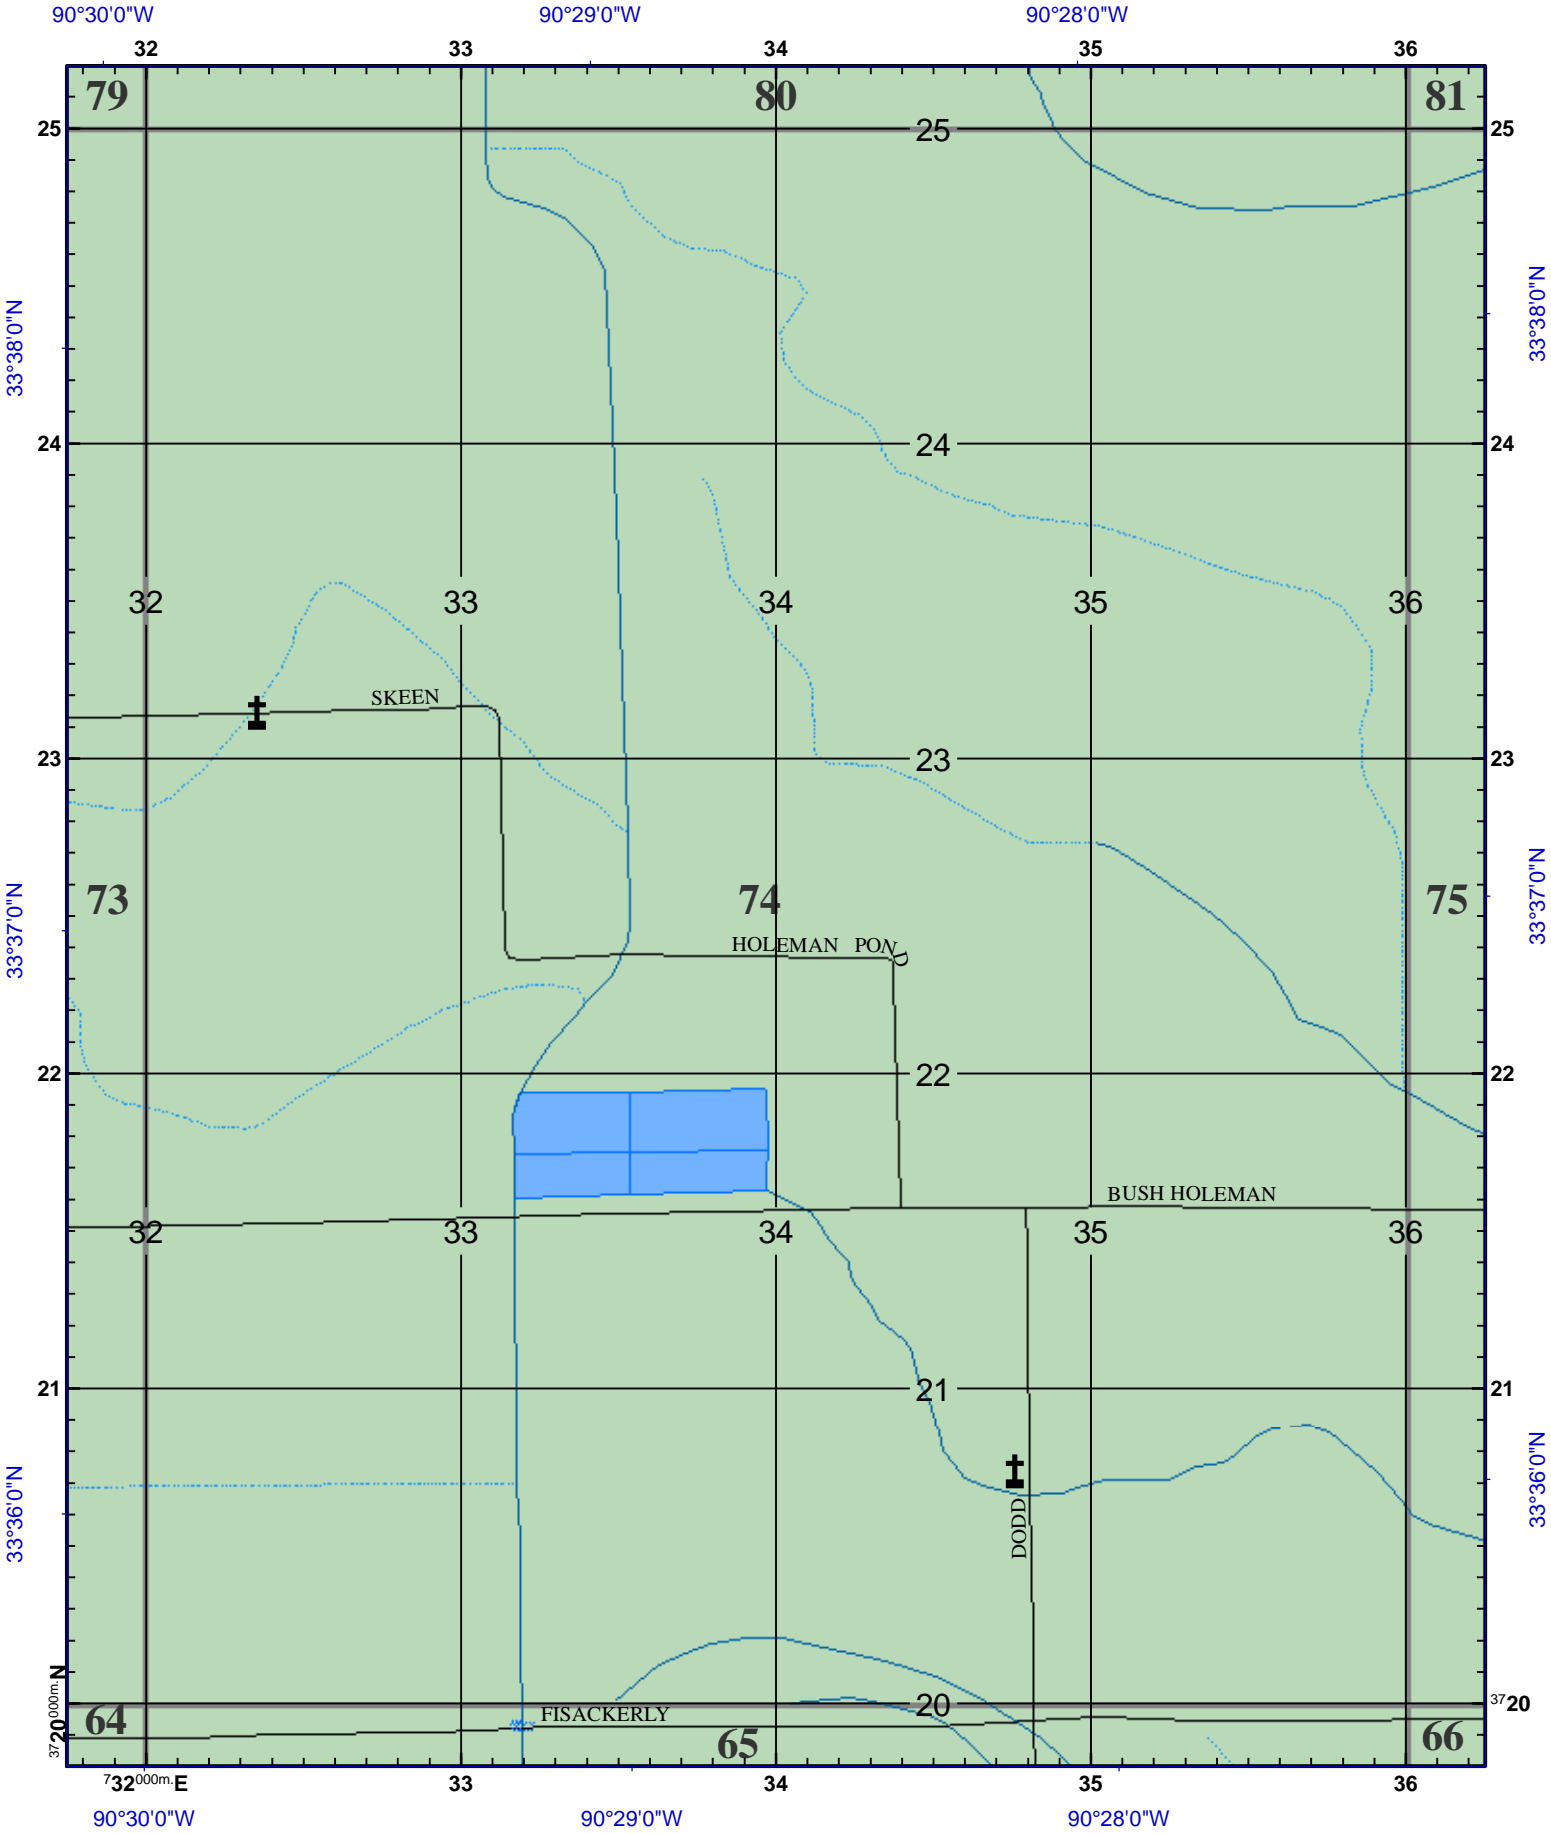 90°30'0"W 90°29'0"W 90°28'0"W
32 33 34 35 36
79 80 81
25 25 25
33°38'0"N 33°38'0"N
24 24 24
32 33 34 35 36
SKEEN
23 23 23
73 74 75
33°37'0"N 33°37'0"N
HOLEMAN POND
22 22 22
BUSH HOLEMAN
32 33 34 35 36
21 21 21
33°36'0"N 33°36'0"N
DODD
3720000m.N 20 3720
FISACKERLY
64 65 66
732000m.E 33 34 35 36
90°30'0"W 90°29'0"W 90°28'0"W